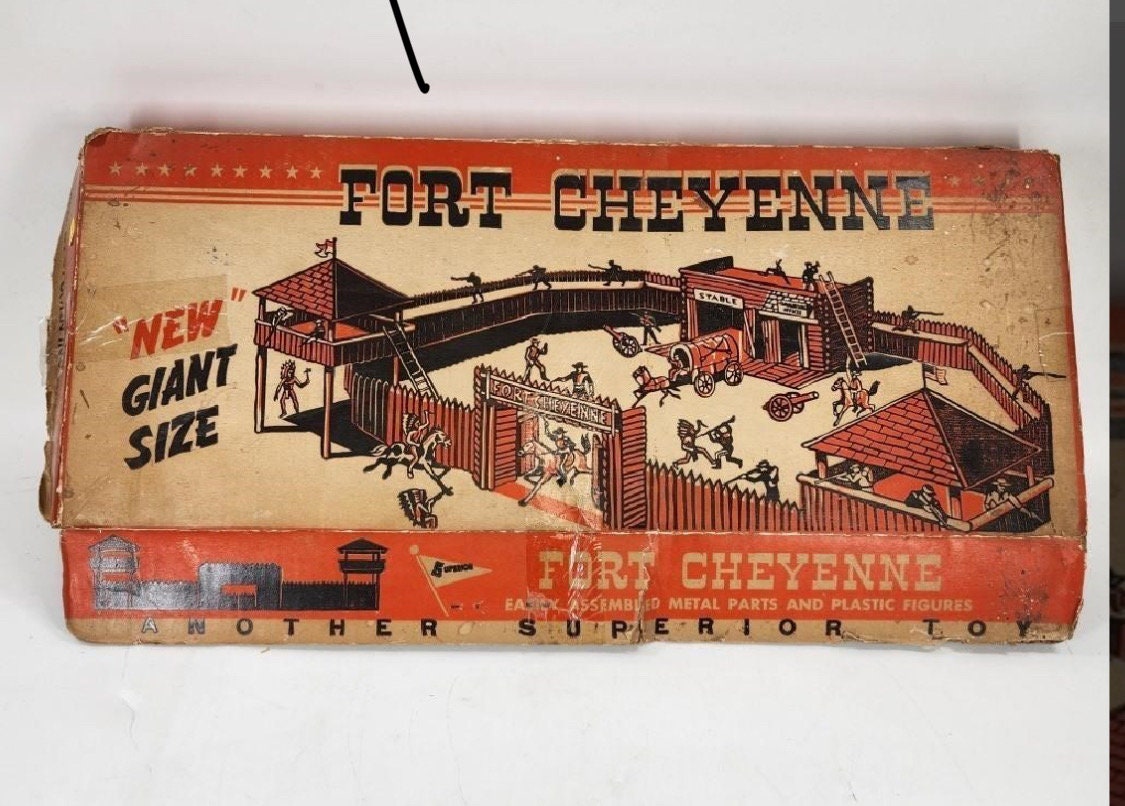 FORT CHEYENNE
"NEW"
GIANT
SIZE
STABLE
FORT CHEYENNE
Superior
FORT CHEYENNE
EASILY ASSEMBLED METAL PARTS AND PLASTIC FIGURES
ANOTHER SUPERIOR TOY